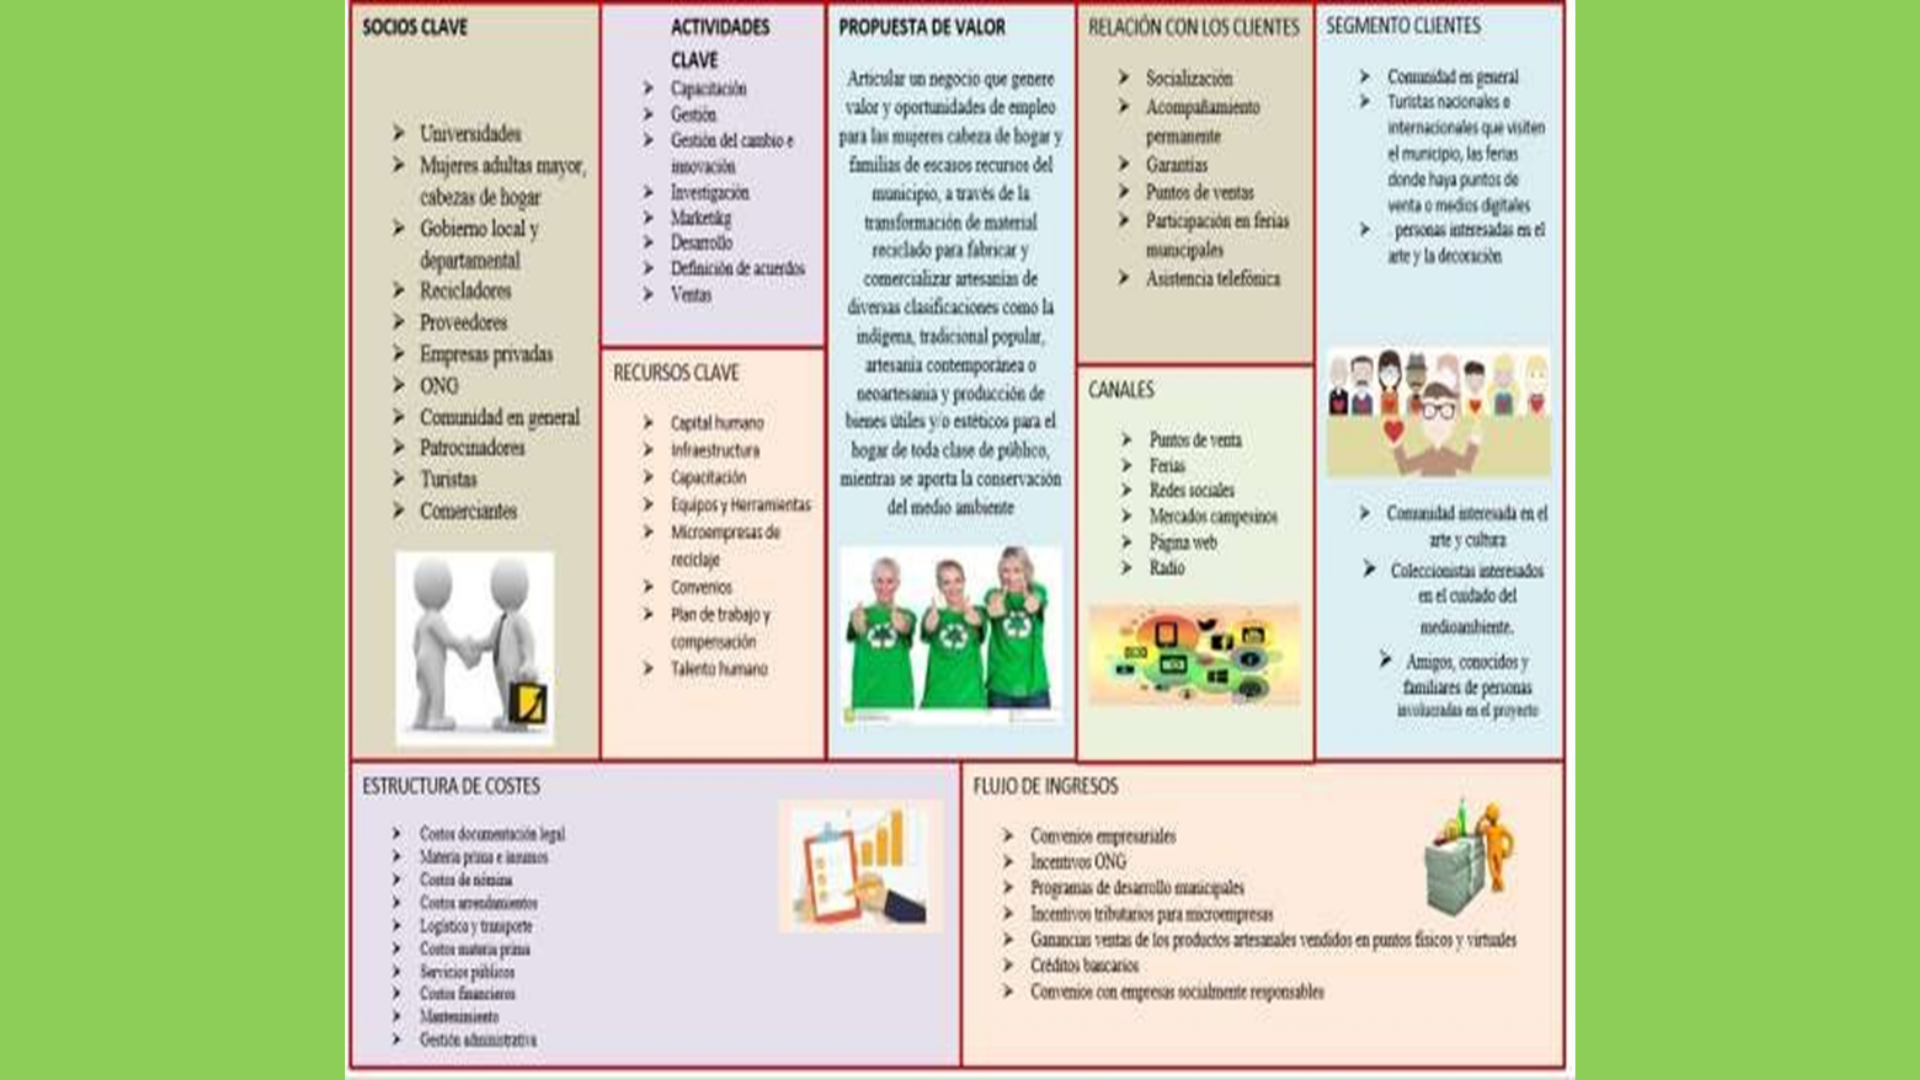 SOCIOS CLAVE
Universidades
Mujeres adultas mayor,
cabezas de hogar
Gobierno local y
departamental
Recicladores
Proveedores
Empresas privadas
ONG
Comunidad en general
Patrocinadores
Turistas
Comerciantes
ACTIVIDADES
CLAVE
Capacitación
Gestión
Gestión del cambio e
innovación
Investigación
Marketikg
Desarrollo
Definición de acuerdos
Ventas
RECURSOS CLAVE
Capital humano
Infraestructura
Capacitación
Equipos y Herramientas
Microempresas de
reciclaje
Convenios
Plan de trabajo y
compensación
Talento humano
PROPUESTA DE VALOR
Articular un negocio que genere
valor y oportunidades de empleo
para las mujeres cabeza de hogar y
familias de escasos recursos del
municipio, a través de la
transformación de material
reciclado para fabricar y
comercializar artesanías de
diversas clasificaciones como la
indígena, tradicional popular,
artesanía contemporánea o
neoartesania y producción de
bienes útiles y/o estéticos para el
hogar de toda clase de público,
mientras se aporta la conservación
del medio ambiente
RELACIÓN CON LOS CLIENTES
Socialización
Acompañamiento
permanente
Garantías
Puntos de ventas
Participación en ferias
municipales
Asistencia telefónica
CANALES
Puntos de venta
Ferias
Redes sociales
Mercados campesinos
Página web
Radio
SEGMENTO CLIENTES
Comunidad en general
Turistas nacionales e
internacionales que visiten
el municipio, las ferias
donde haya puntos de
venta o medios digitales
personas interesadas en el
arte y la decoración
Comunidad interesada en el
arte y cultura
Coleccionistas interesados
en el cuidado del
medioambiente.
Amigos, conocidos y
familiares de personas
involucradas en el proyecto
ESTRUCTURA DE COSTES
Costos documentación legal
Materia prima e insumos
Costos de nómina
Costos arrendamientos
Logística y transporte
Costos materia prima
Servicios públicos
Costos financieros
Mantenimiento
Gestión administrativa
FLUJO DE INGRESOS
Convenios empresariales
Incentivos ONG
Programas de desarrollo municipales
Incentivos tributarios para microempresas
Ganancias ventas de los productos artesanales vendidos en puntos físicos y virtuales
Créditos bancarios
Convenios con empresas socialmente responsables